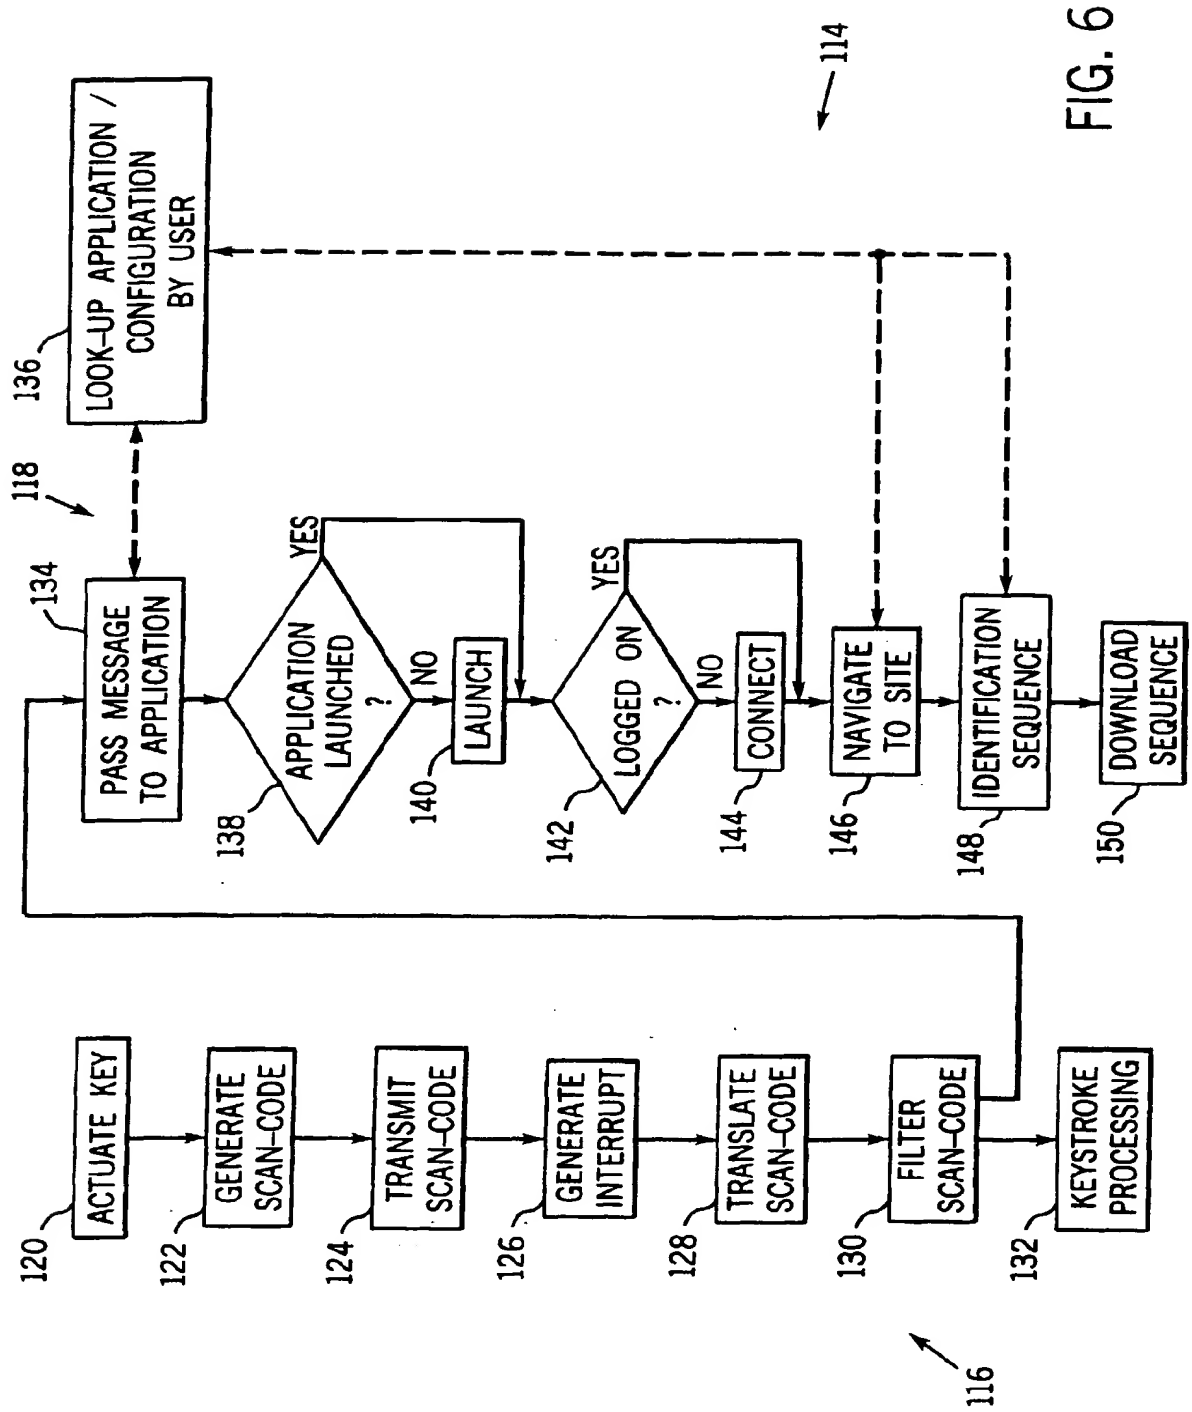 120
ACTUATE KEY
122
GENERATE
SCAN-CODE
124
TRANSMIT
SCAN-CODE
126
GENERATE
INTERRUPT
128
TRANSLATE
SCAN-CODE
130
FILTER
SCAN-CODE
132
KEYSTROKE
PROCESSING
116
118
134
PASS MESSAGE
TO APPLICATION
136
LOOK-UP APPLICATION /
CONFIGURATION
BY USER
138
APPLICATION
LAUNCHED
?
YES
NO
140
LAUNCH
142
LOGGED ON
?
YES
NO
144
CONNECT
146
NAVIGATE
TO SITE
148
IDENTIFICATION
SEQUENCE
150
DOWNLOAD
SEQUENCE
114
FIG. 6